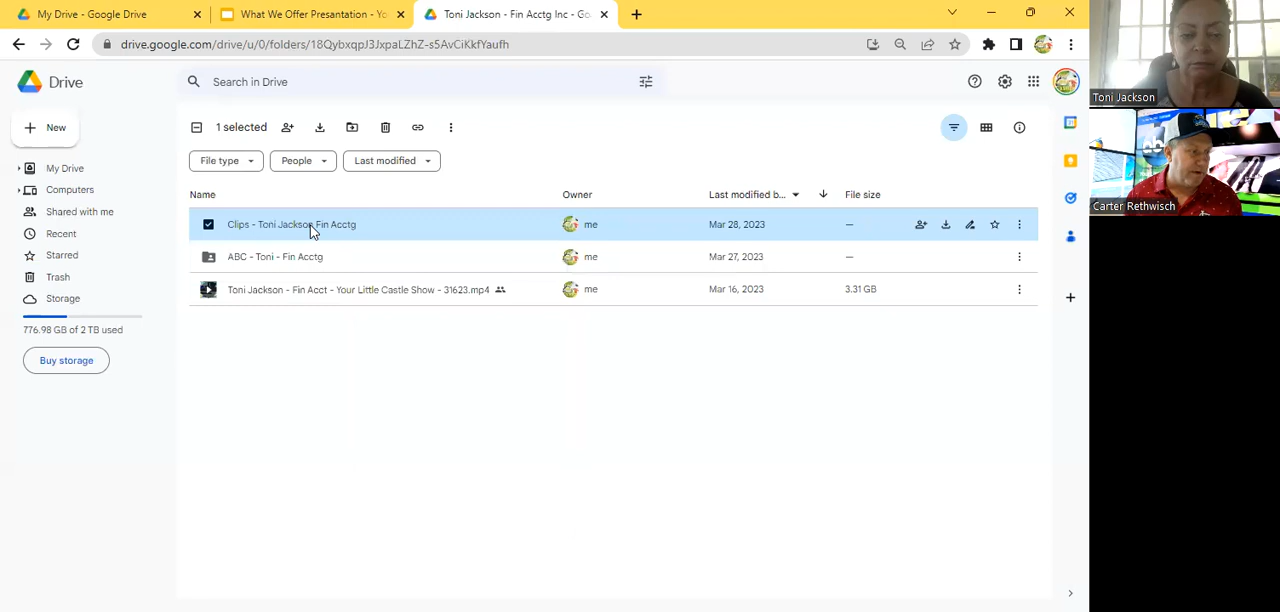 My Drive - Google Drive
What We Offer Presantation - Yo
Toni Jackson - Fin Acctg Inc - Go
drive.google.com/drive/u/0/folders/18Qybxqpj3JxpaLZhZ-s5AvCiKkfYaufh
Drive
Search in Drive
New
1 selected
File type
People
Last modified
My Drive
Computers
Shared with me
Recent
Starred
Trash
Storage
776.98 GB of 2 TB used
Buy storage
Name
Owner
Last modified b...
File size
Clips - Toni Jackson Fin Acctg
me
Mar 28, 2023
—
ABC - Toni - Fin Acctg
me
Mar 27, 2023
—
Toni Jackson - Fin Acct - Your Little Castle Show - 31623.mp4
me
Mar 16, 2023
3.31 GB
Toni Jackson
Carter Rethwisch